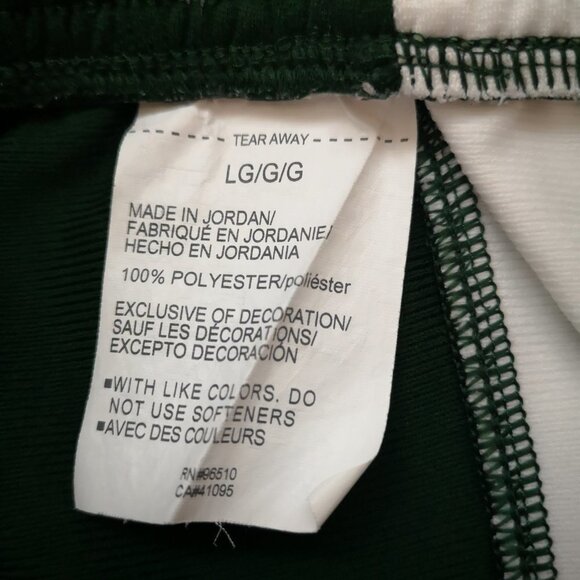 TEAR AWAY
LG/G/G
MADE IN JORDAN/
FABRIQUÉ EN JORDANIE/
HECHO EN JORDANIA
100% POLYESTER/poliéster
EXCLUSIVE OF DECORATION/
SAUF LES DÉCORATIONS/
EXCEPTO DECORACIÓN
■WITH LIKE COLORS. DO
NOT USE SOFTENERS
■AVEC DES COULEURS
RN#96510
CA#41095